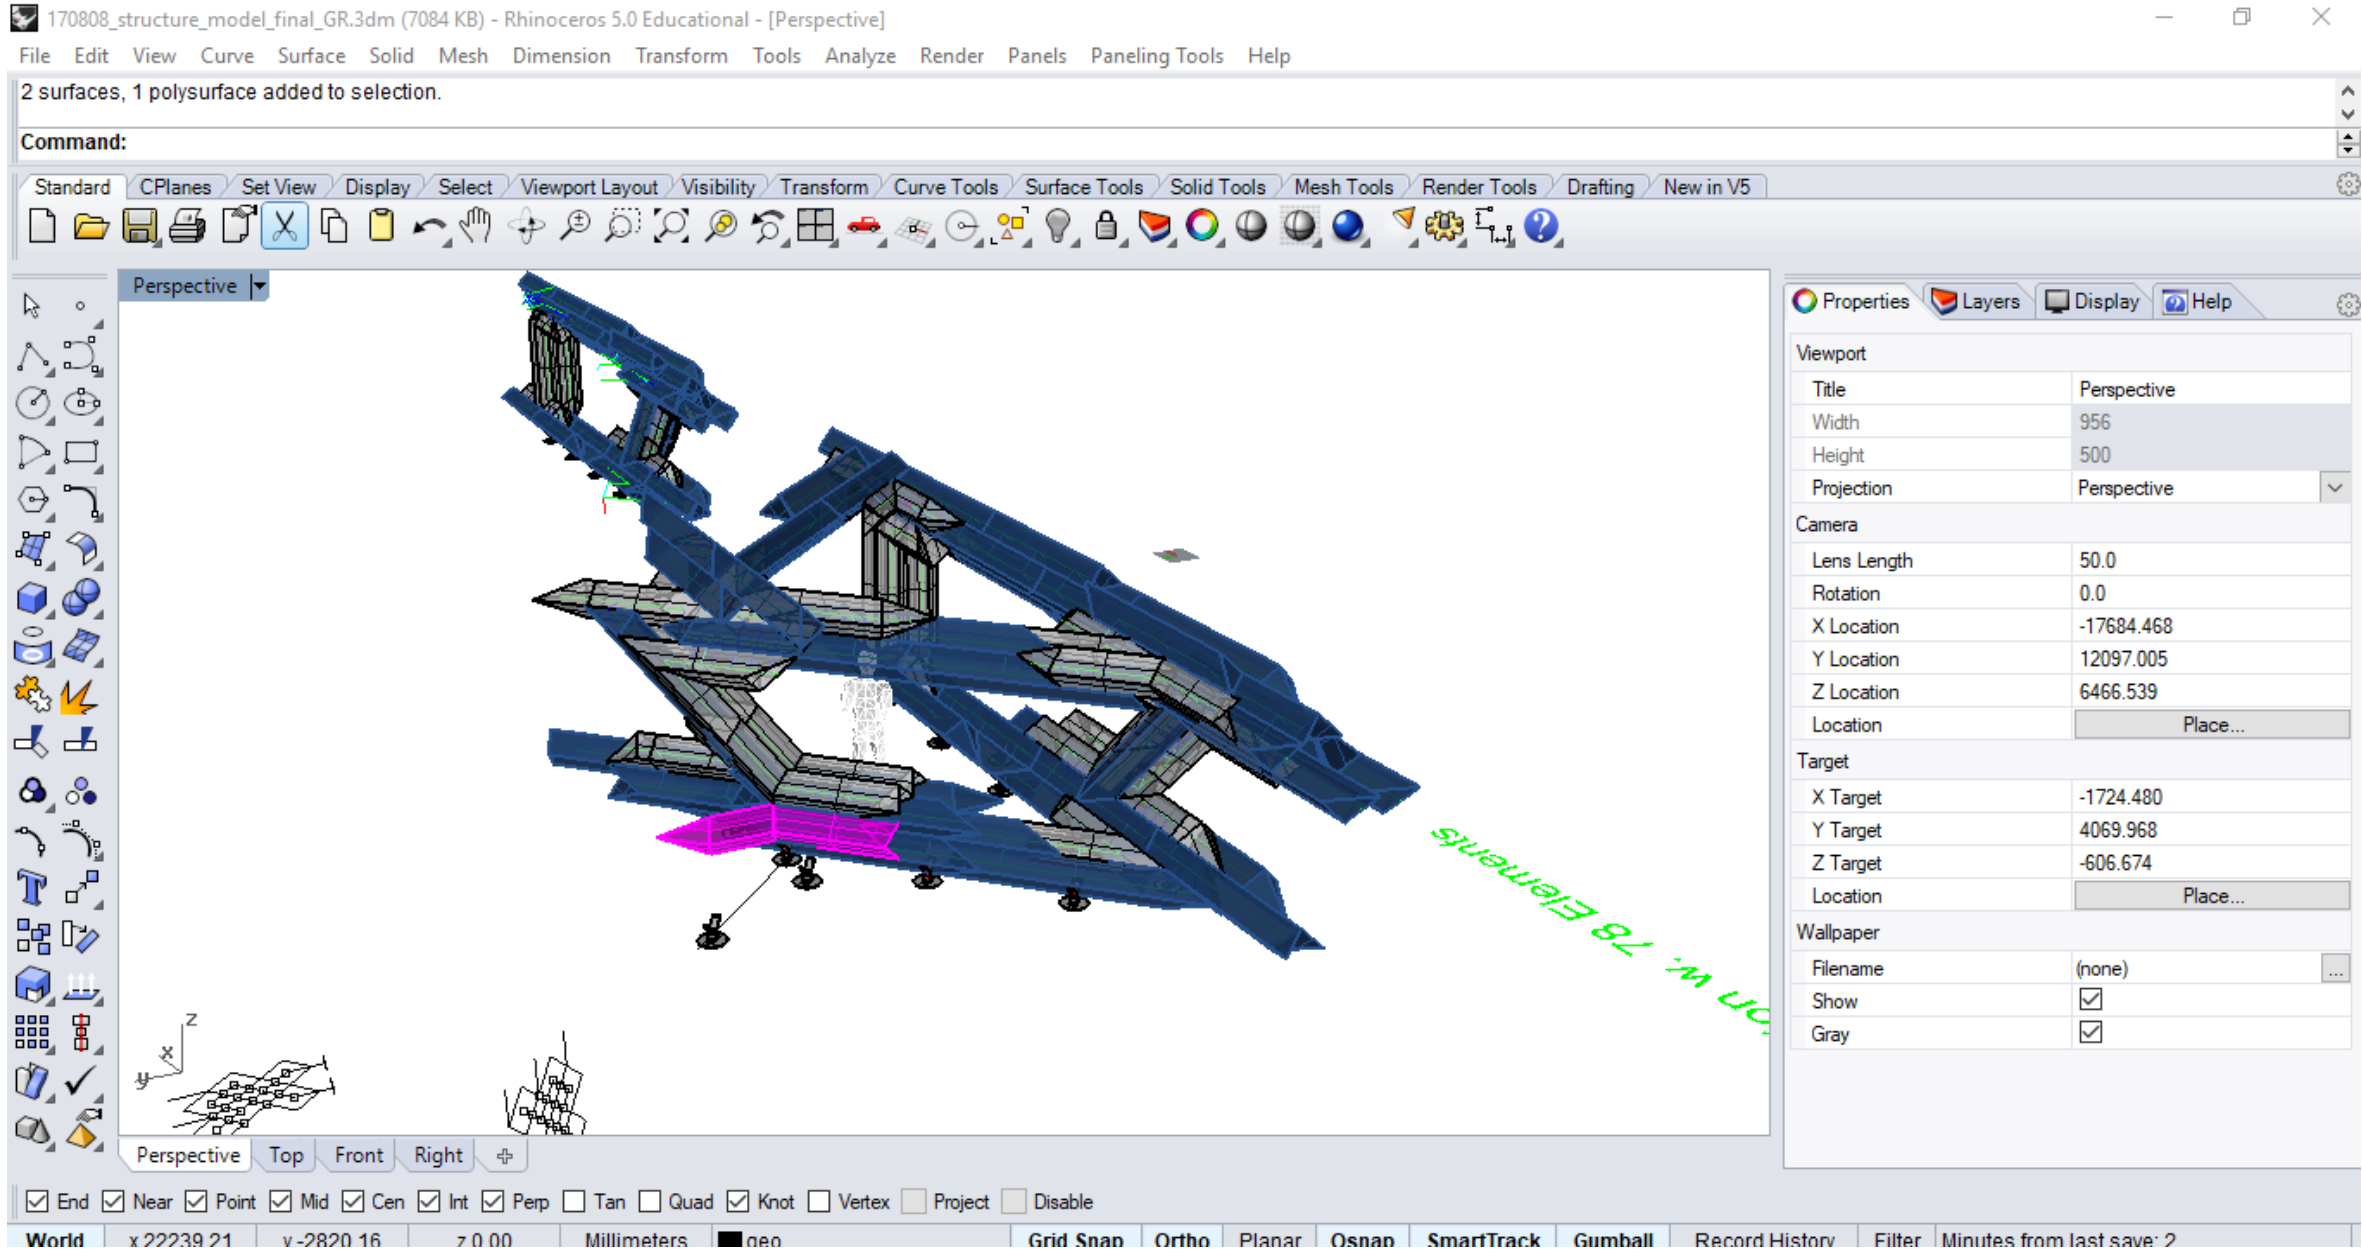 170808_structure_model_final_GR.3dm (7084 KB) - Rhinoceros 5.0 Educational - [Perspective]
File Edit View Curve Surface Solid Mesh Dimension Transform Tools Analyze Render Panels Paneling Tools Help
2 surfaces, 1 polysurface added to selection.
Command:
Standard CPlanes Set View Display Select Viewport Layout Visibility Transform Curve Tools Surface Tools Solid Tools Mesh Tools Render Tools Drafting New in V5
Perspective
Properties Layers Display Help
Viewport
Title Perspective
Width 956
Height 500
Projection Perspective
Camera
Lens Length 50.0
Rotation 0.0
X Location -17684.468
Y Location 12097.005
Z Location 6466.539
Location Place...
Target
X Target -1724.480
Y Target 4069.968
Z Target -606.674
Location Place...
Wallpaper
Filename (none) ...
Show
Gray
on w. 78 Elements
z
x
y
Perspective Top Front Right
End Near Point Mid Cen Int Perp Tan Quad Knot Vertex Project Disable
World x 22239.21 y -2820.16 z 0.00 Millimeters geo Grid Snap Ortho Planar Osnap SmartTrack Gumball Record History Filter Minutes from last save: 2